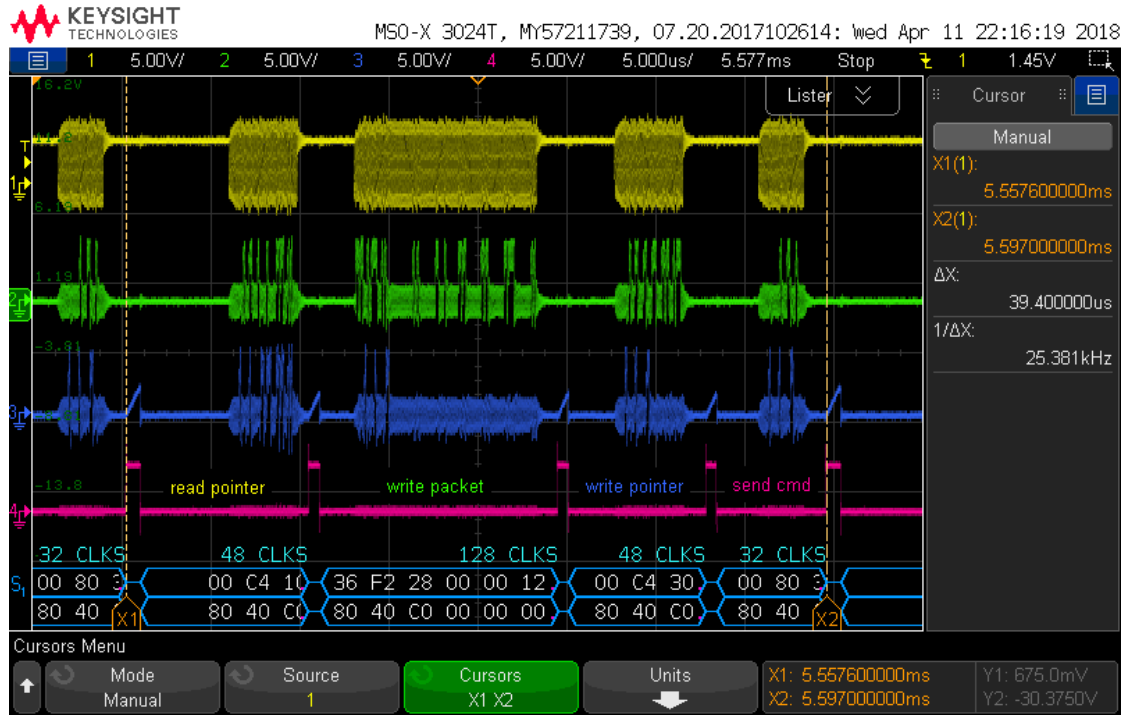 KEYSIGHT
TECHNOLOGIES
MSO-X 3024T, MY57211739, 07.20.2017102614: Wed Apr 11 22:16:19 2018
1 5.00V/ 2 5.00V/ 3 5.00V/ 4 5.00V/ 5.000us/ 5.577ms Stop 1 1.45V
16.2V
Lister
Cursor
Manual
X1(1):
5.557600000ms
X2(1):
5.597000000ms
ΔX:
39.400000us
1/ΔX:
25.381kHz
T
1
1.19
2
-3.81
3
-13.8
read pointer
write packet
write pointer
send cmd
4
32 CLKS 48 CLKS 128 CLKS 48 CLKS 32 CLKS
S1
00 80 00 C4 36 F2 28 00 00 12 00 C4 30 00 80
80 40 80 40 80 40 C0 00 00 00 80 40 C0 80 40
X1 X2
Cursors Menu
Mode
Manual
Source
1
Cursors
X1 X2
Units
X1: 5.557600000ms
X2: 5.597000000ms
Y1: 675.0mV
Y2: -30.3750V